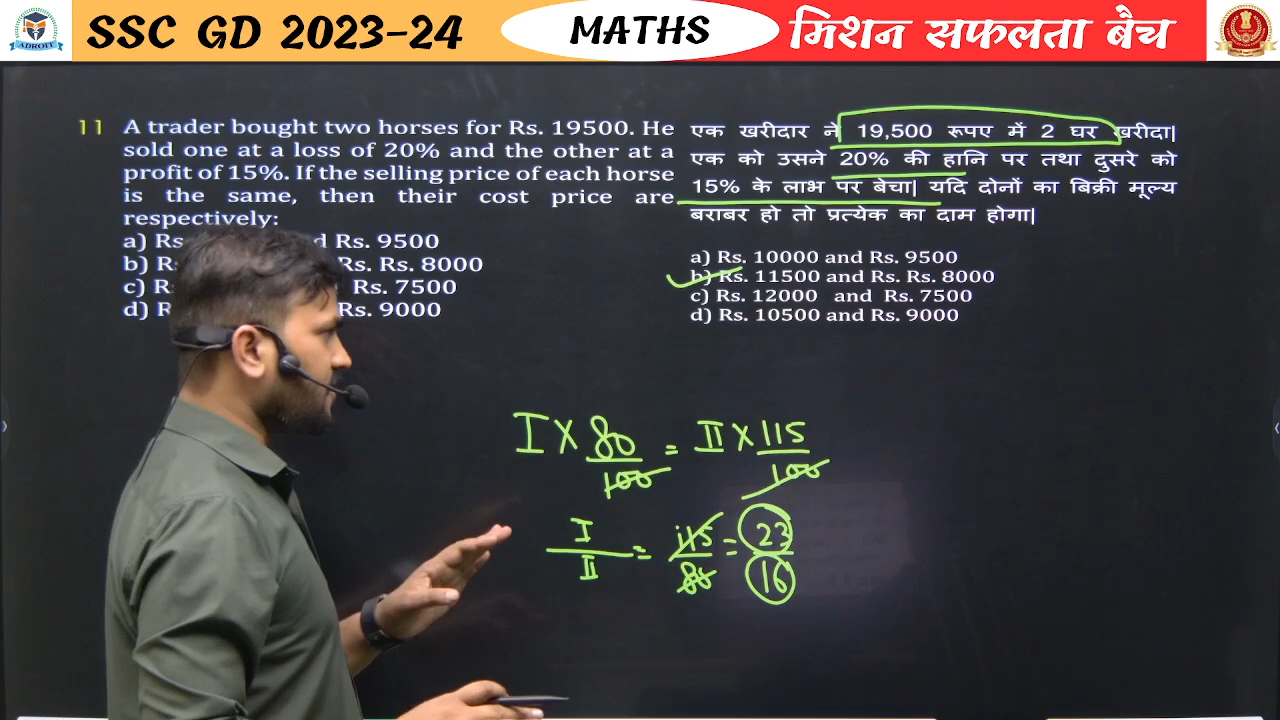 ADROIT
SSC GD 2023-24
MATHS
मिशन सफलता बैच
11 A trader bought two horses for Rs. 19500. He
sold one at a loss of 20% and the other at a
profit of 15%. If the selling price of each horse
is the same, then their cost price are
respectively:
a) Rs. d Rs. 9500
b) R Rs. Rs. 8000
c) R Rs. 7500
d) R Rs. 9000
एक खरीदार ने 19,500 रूपए में 2 घर खरीदा|
एक को उसने 20% की हानि पर तथा दुसरे को
15% के लाभ पर बेचा| यदि दोनों का बिक्री मूल्य
बराबर हो तो प्रत्येक का दाम होगा|
a) Rs. 10000 and Rs. 9500
b) Rs. 11500 and Rs. Rs. 8000
c) Rs. 12000 and Rs. 7500
d) Rs. 10500 and Rs. 9000
I × 80/100 = II × 115/100
I/II = 115/80 = 23/16